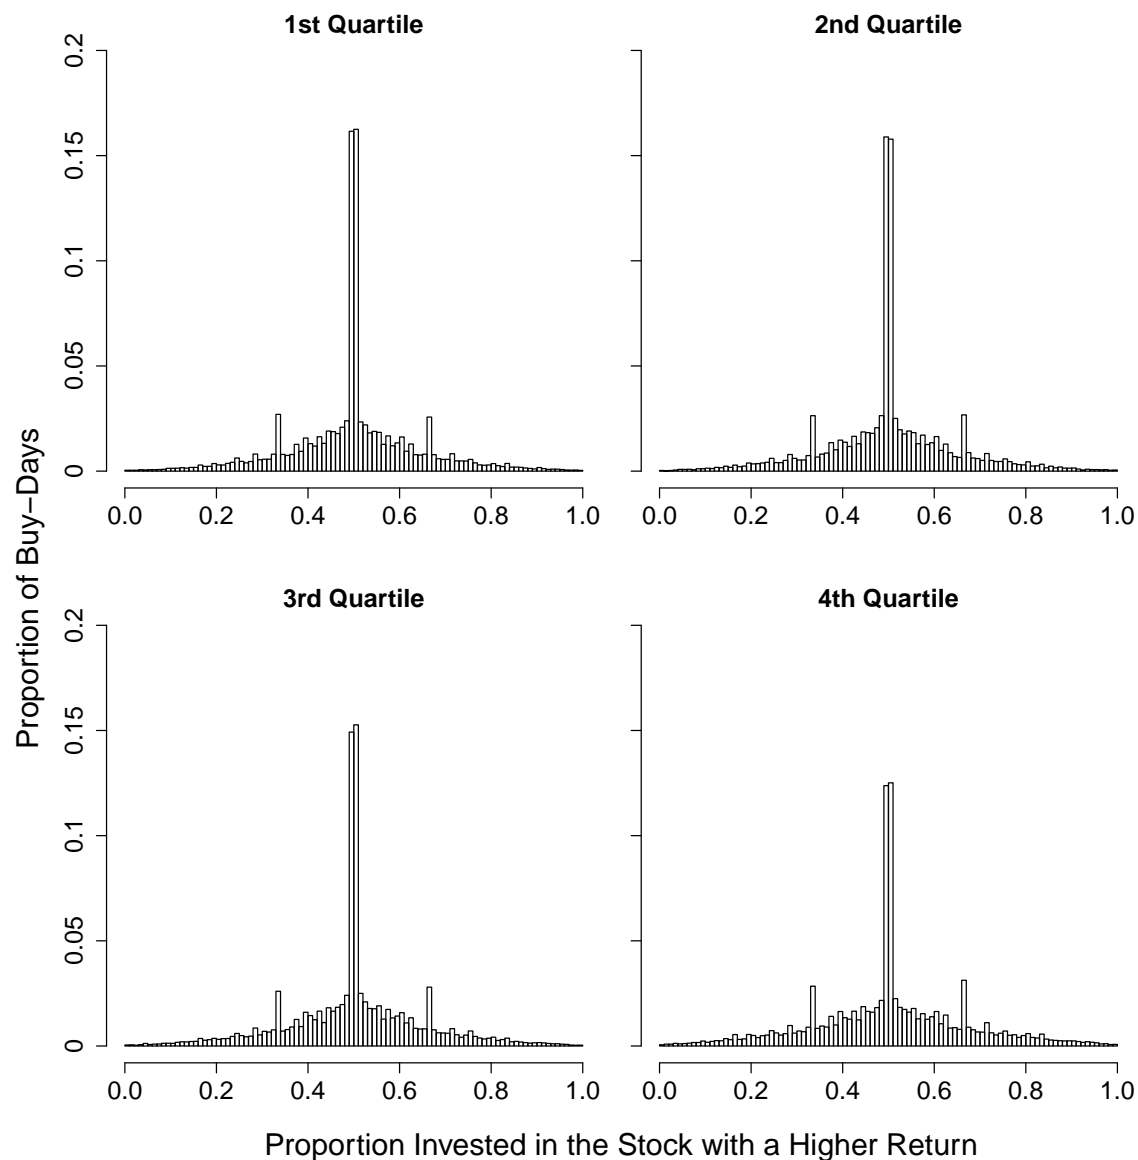 1st Quartile
2nd Quartile
0.2
0.15
0.1
0.05
0
0.0 0.2 0.4 0.6 0.8 1.0
0.0 0.2 0.4 0.6 0.8 1.0
Proportion of Buy−Days
3rd Quartile
4th Quartile
0.2
0.15
0.1
0.05
0
0.0 0.2 0.4 0.6 0.8 1.0
0.0 0.2 0.4 0.6 0.8 1.0
Proportion Invested in the Stock with a Higher Return